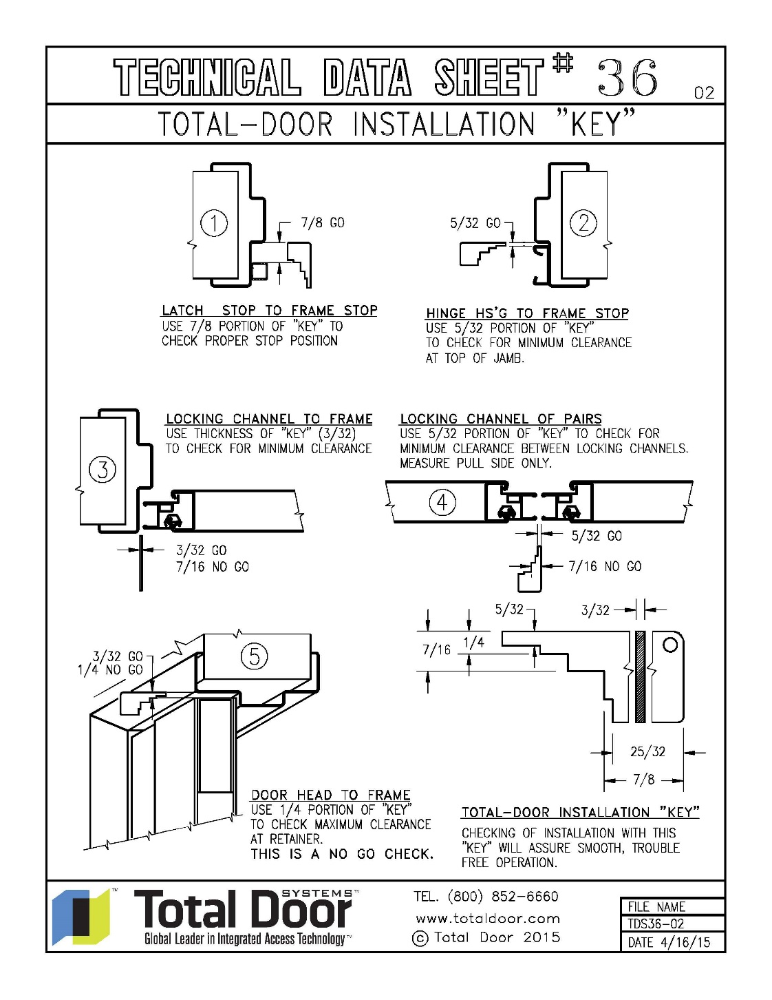 TECHNICAL DATA SHEET # 36 02
TOTAL-DOOR INSTALLATION "KEY"
1
7/8 GO
LATCH STOP TO FRAME STOP
USE 7/8 PORTION OF "KEY" TO
CHECK PROPER STOP POSITION
5/32 GO
2
HINGE HS'G TO FRAME STOP
USE 5/32 PORTION OF "KEY"
TO CHECK FOR MINIMUM CLEARANCE
AT TOP OF JAMB.
3
LOCKING CHANNEL TO FRAME
USE THICKNESS OF "KEY" (3/32)
TO CHECK FOR MINIMUM CLEARANCE
3/32 GO
7/16 NO GO
LOCKING CHANNEL OF PAIRS
USE 5/32 PORTION OF "KEY" TO CHECK FOR
MINIMUM CLEARANCE BETWEEN LOCKING CHANNELS.
MEASURE PULL SIDE ONLY.
4
5/32 GO
7/16 NO GO
3/32 GO
1/4 NO GO
5
DOOR HEAD TO FRAME
USE 1/4 PORTION OF "KEY"
TO CHECK MAXIMUM CLEARANCE
AT RETAINER.
THIS IS A NO GO CHECK.
5/32
3/32
7/16
1/4
25/32
7/8
TOTAL-DOOR INSTALLATION "KEY"
CHECKING OF INSTALLATION WITH THIS
"KEY" WILL ASSURE SMOOTH, TROUBLE
FREE OPERATION.
™
SYSTEMS™
Total Door
Global Leader in Integrated Access Technology™
TEL. (800) 852-6660
www.totaldoor.com
© Total Door 2015
FILE NAME
TDS36-02
DATE 4/16/15